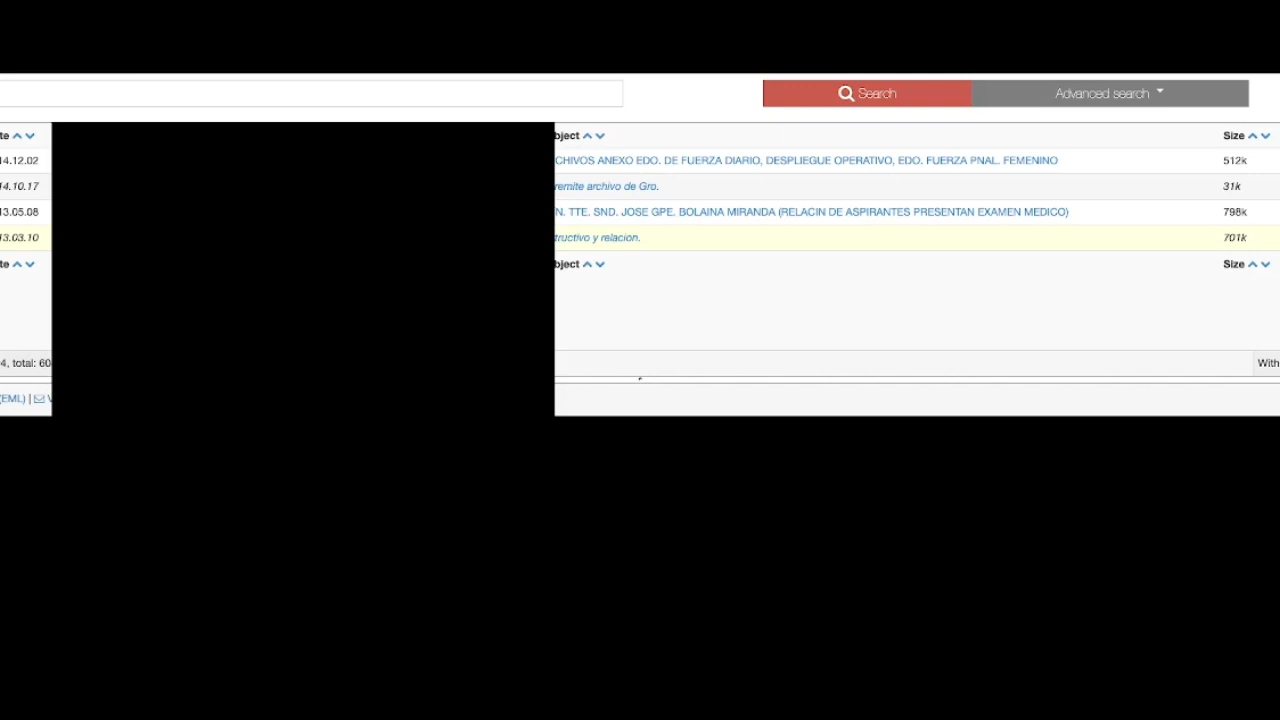 Search Advanced search
te bject Size
14.12.02 CHIVOS ANEXO EDO. DE FUERZA DIARIO, DESPLIEGUE OPERATIVO, EDO. FUERZA PNAL. FEMENINO 512k
14.10.17 remite archivo de Gro. 31k
13.05.08 N. TTE. SND. JOSE GPE. BOLAINA MIRANDA (RELACIN DE ASPIRANTES PRESENTAN EXAMEN MEDICO) 798k
13.03.10 tructivo y relacion. 701k
te bject Size
4, total: 60 With
(EML) | V